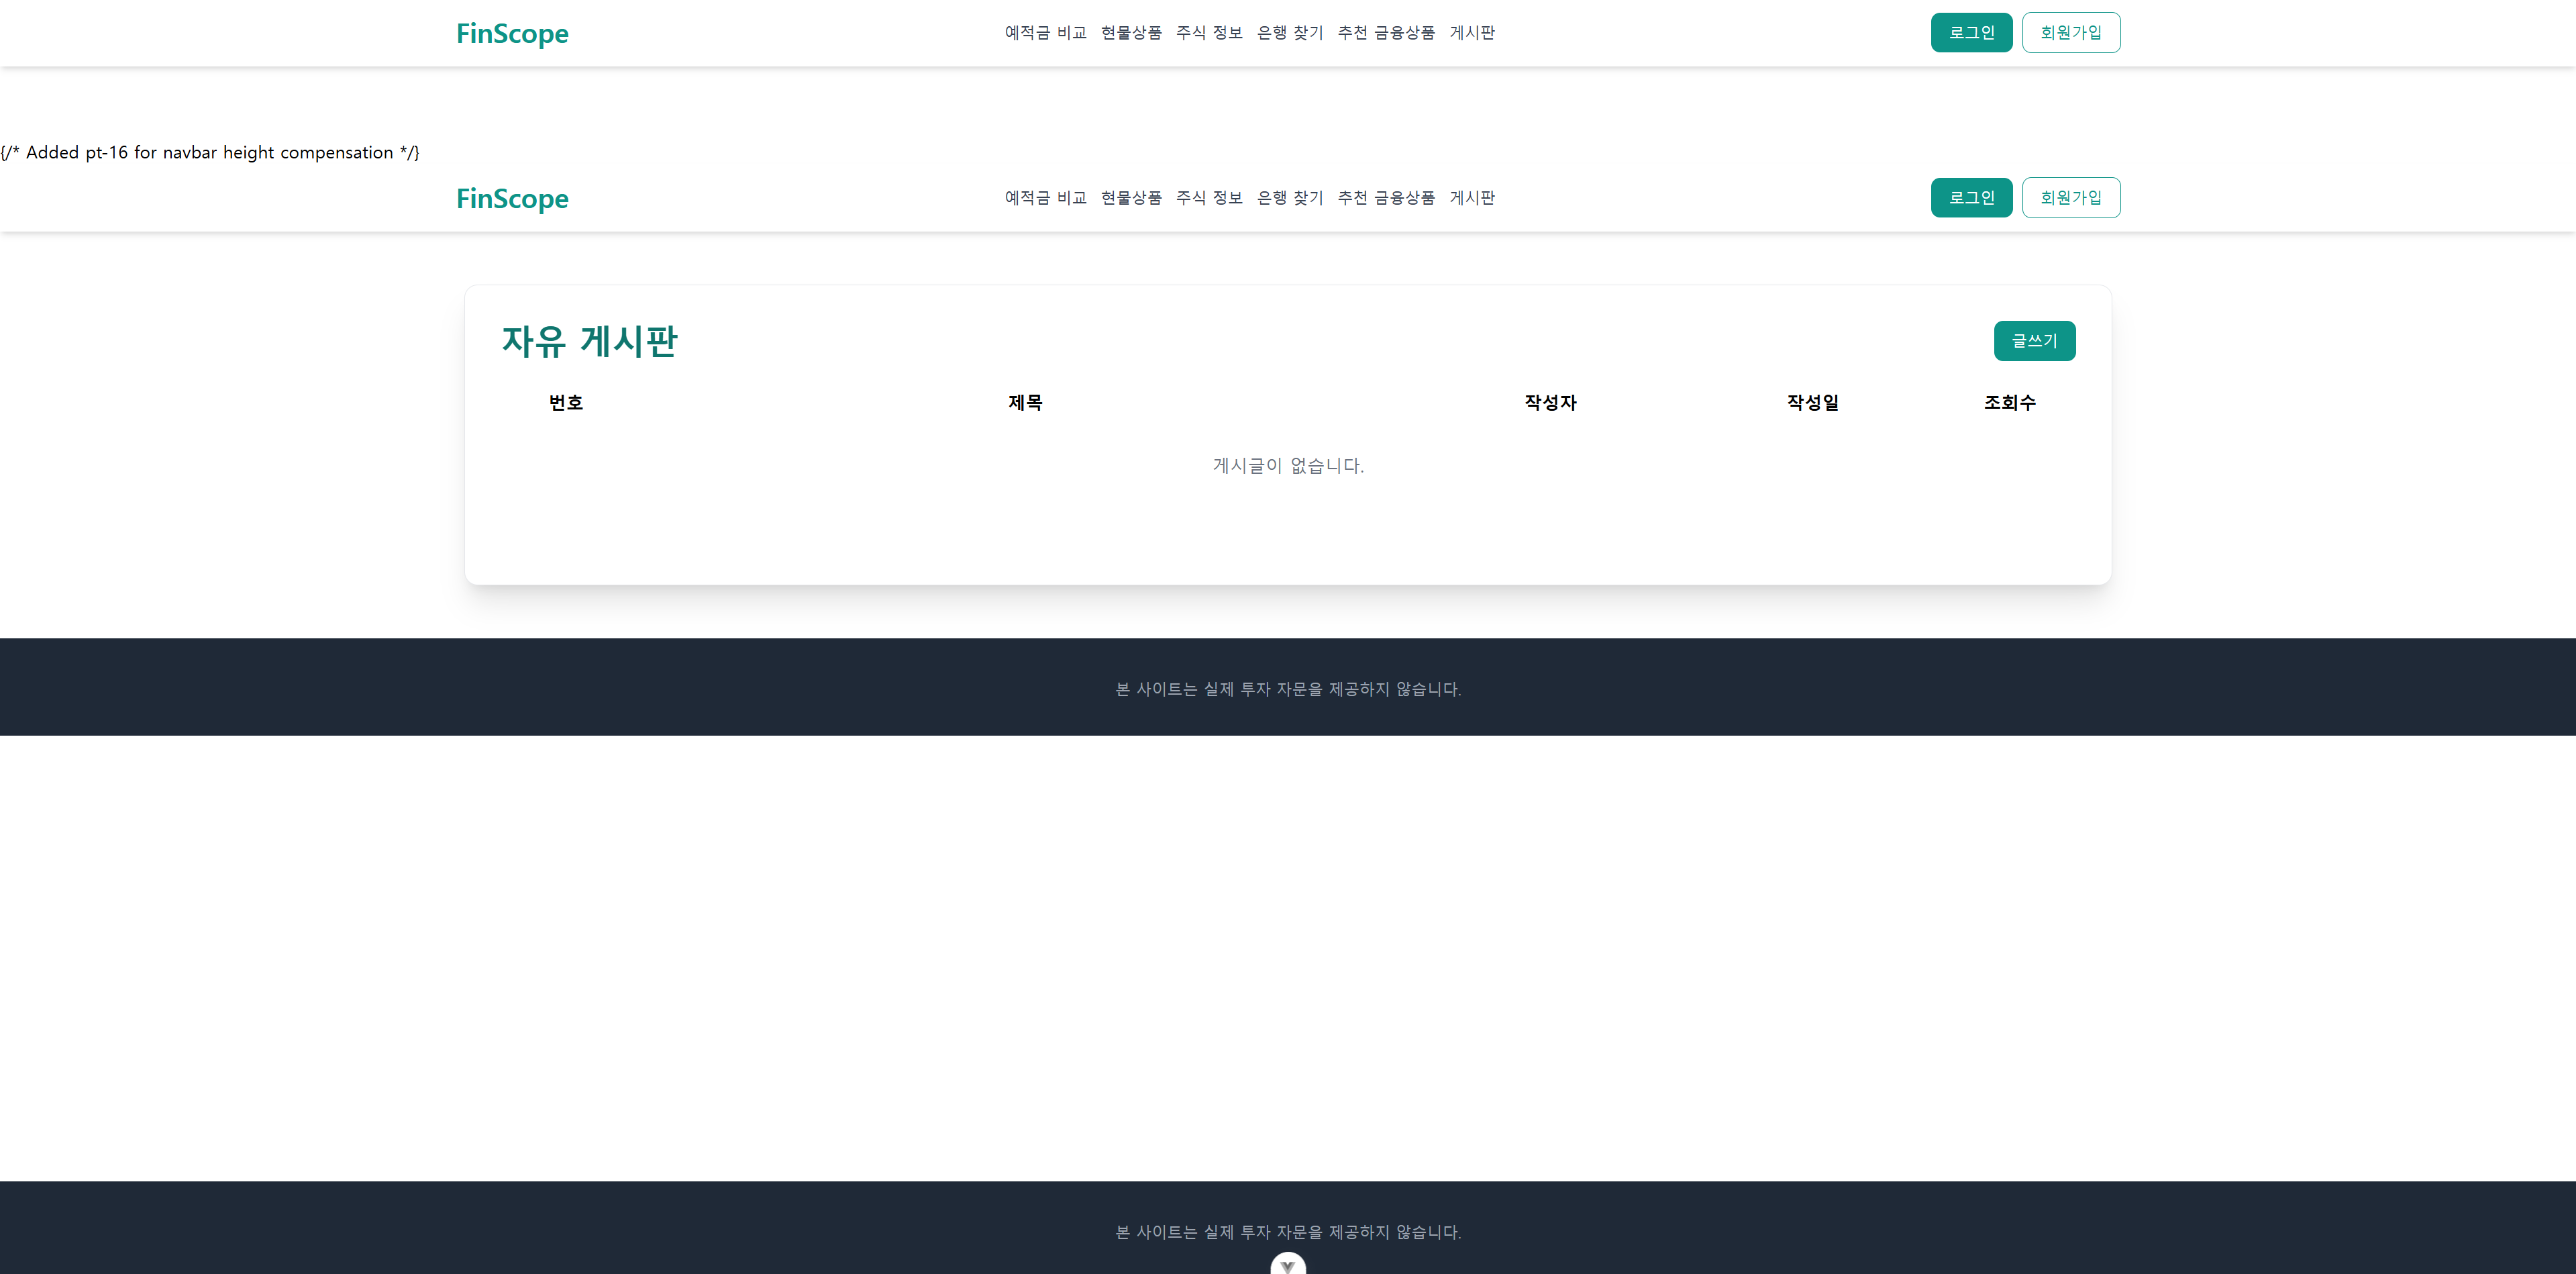 FinScope 예적금 비교 현물상품 주식 정보 은행 찾기 추천 금융상품 게시판 로그인 회원가입
{/* Added pt-16 for navbar height compensation */}
FinScope 예적금 비교 현물상품 주식 정보 은행 찾기 추천 금융상품 게시판 로그인 회원가입
자유 게시판 글쓰기
번호 제목 작성자 작성일 조회수
게시글이 없습니다.
본 사이트는 실제 투자 자문을 제공하지 않습니다.
본 사이트는 실제 투자 자문을 제공하지 않습니다.